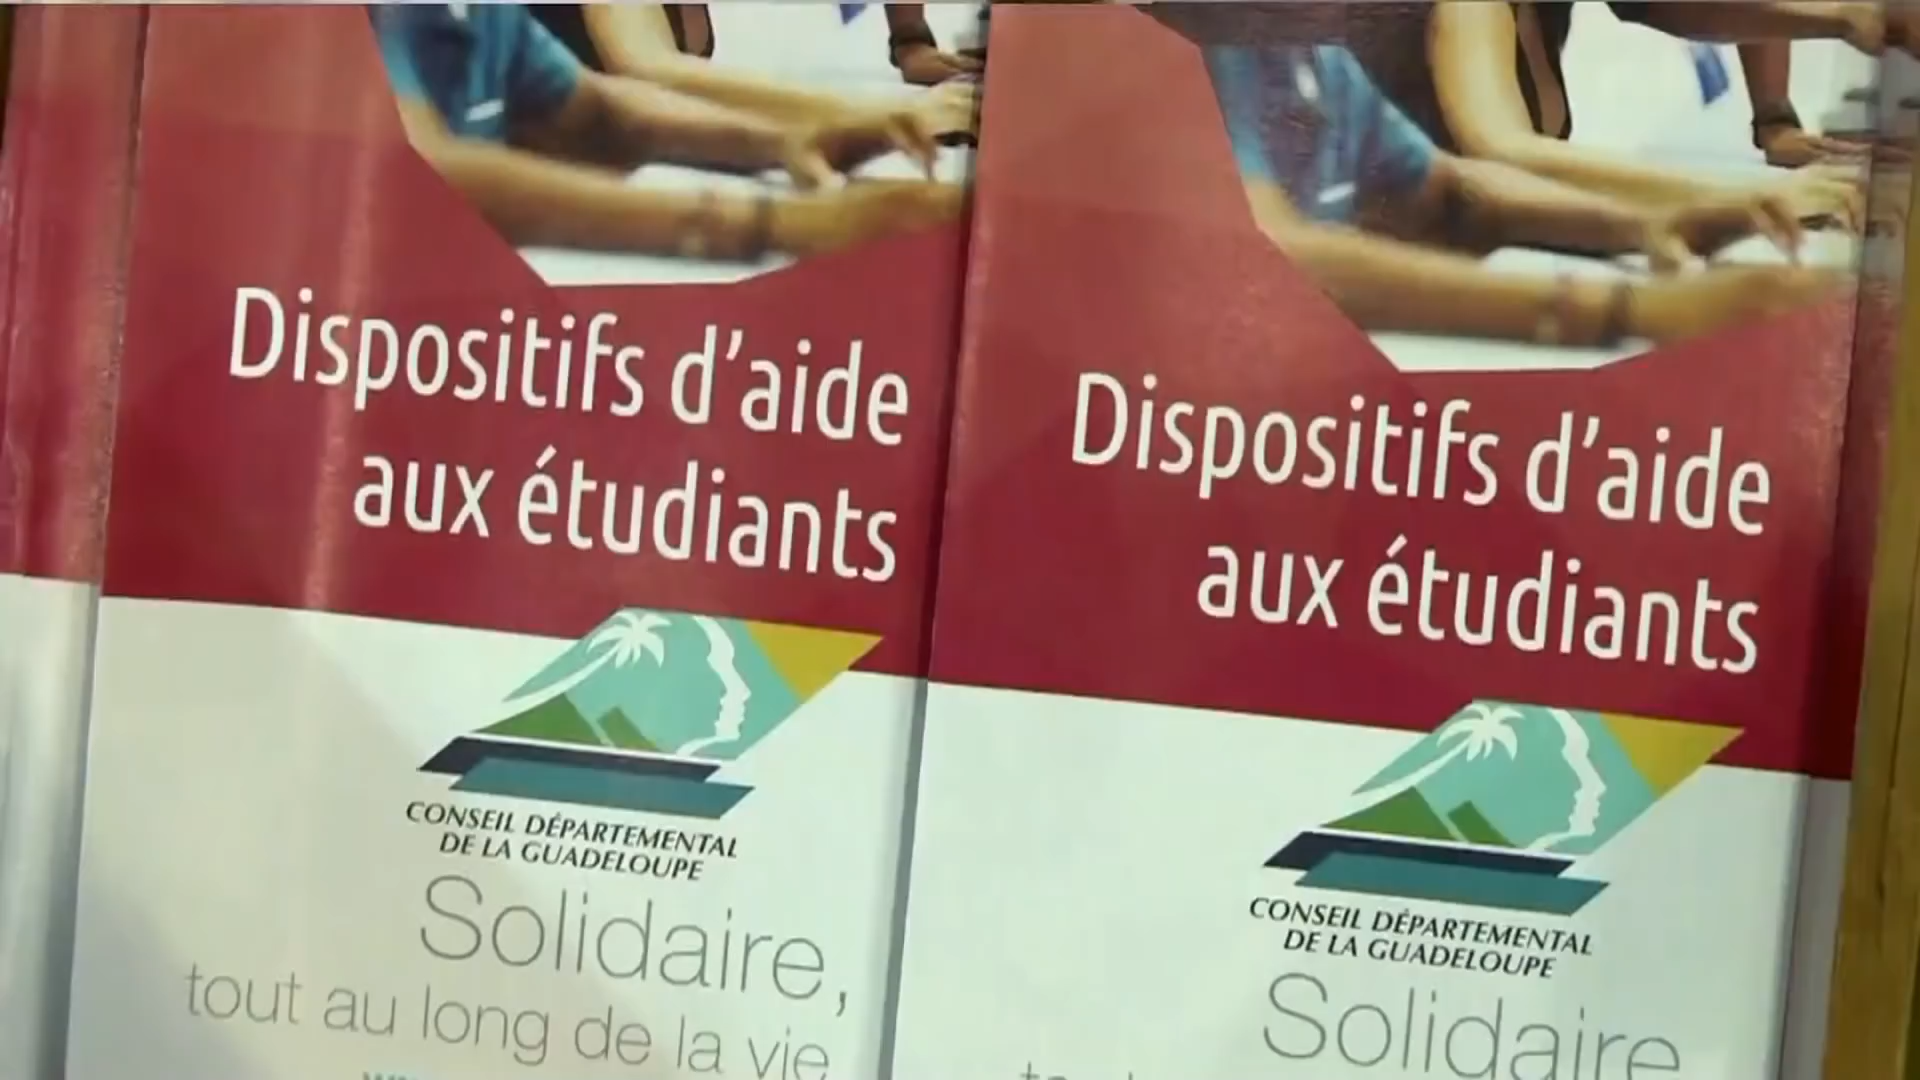 Dispositifs d'aide
aux étudiants
CONSEIL DÉPARTEMENTAL
DE LA GUADELOUPE
Solidaire,
tout au long de la vie
Dispositifs d'aide
aux étudiants
CONSEIL DÉPARTEMENTAL
DE LA GUADELOUPE
Solidaire